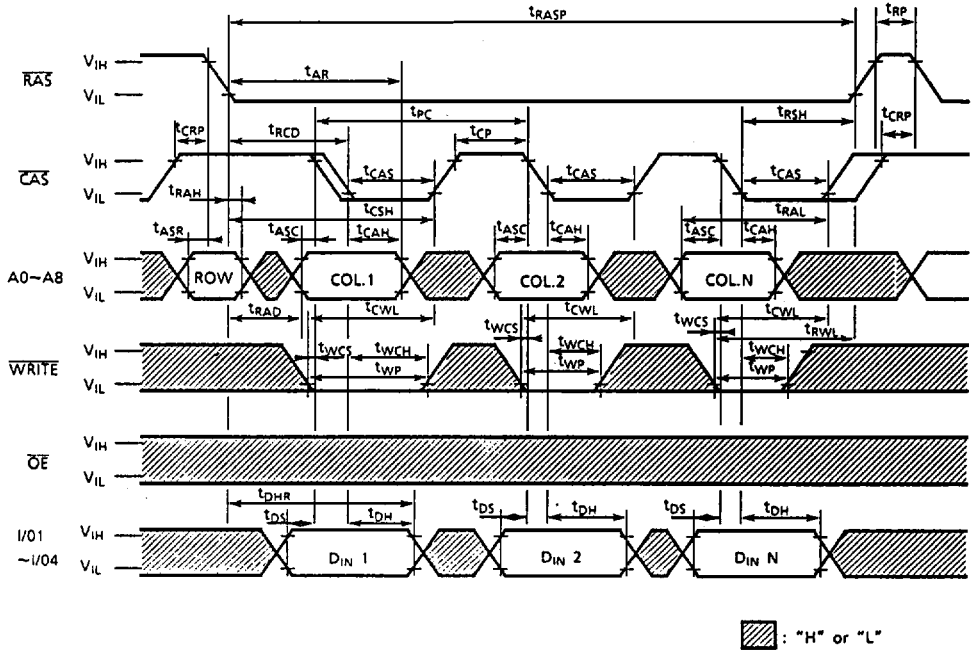 tRASP tRP
RAS VIH tAR
VIL
tCRP tRCD tPC tCP tRSH tCRP
CAS VIH tCAS tCAS tCAS
VIL
tRAH tCSH tRAL
tASR tASC tCAH tASC tCAH tASC tCAH
A0~A8 VIH ROW COL.1 COL.2 COL.N
VIL
tRAD tCWL tCWL tCWL
tWCS tWCS tRWL
WRITE VIH tWCS tWCH tWCH tWCH
VIL tWP tWP tWP
OE VIH
VIL
tDHR
tDS tDH tDS tDH tDS tDH
I/01 VIH
~I/04 VIL DIN 1 DIN 2 DIN N
: "H" or "L"